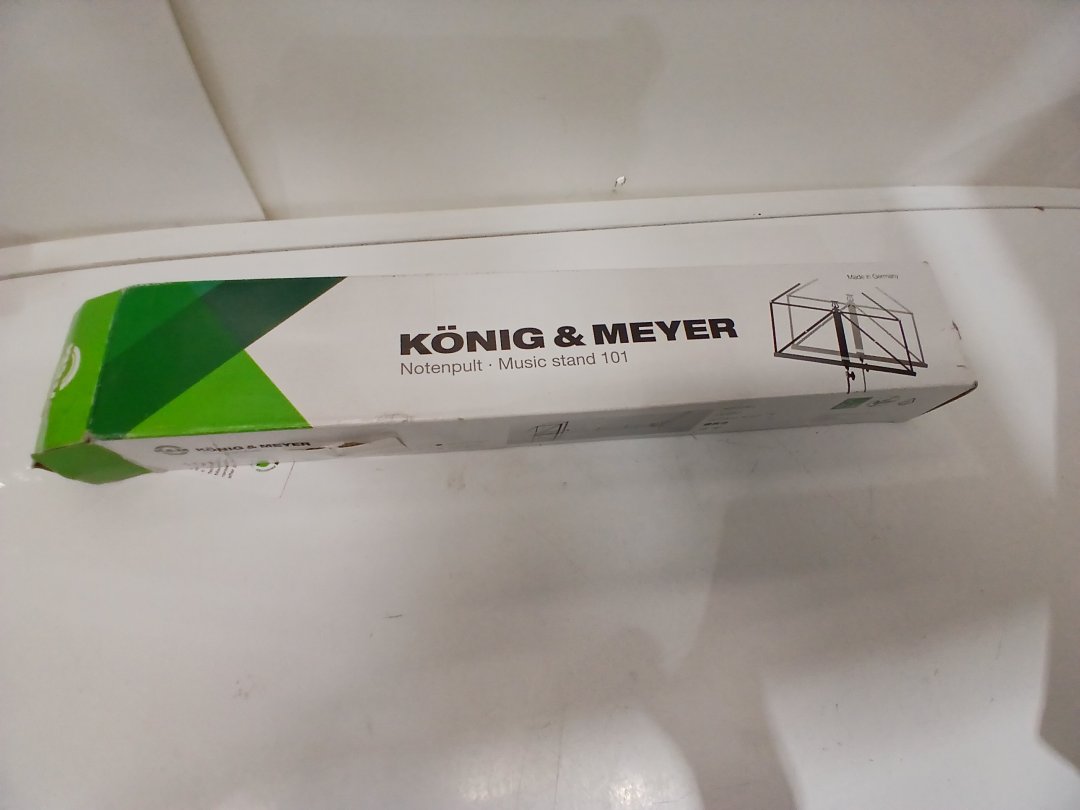 Made in Germany
KÖNIG & MEYER
Notenpult · Music stand 101
KÖNIG & MEYER